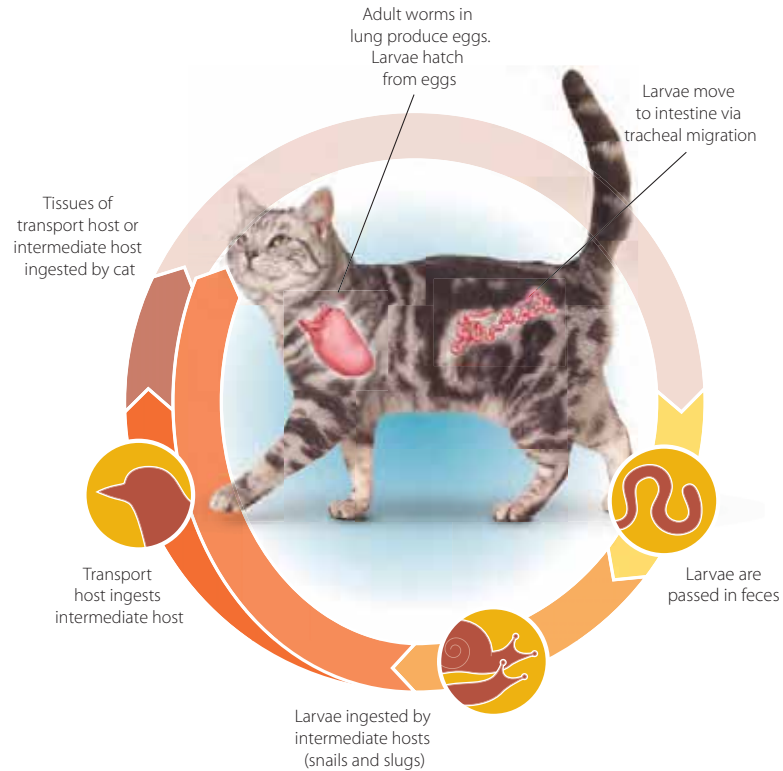 Adult worms in
lung produce eggs.
Larvae hatch
from eggs
Larvae move
to intestine via
tracheal migration
Tissues of
transport host or
intermediate host
ingested by cat
Transport
host ingests
intermediate host
Larvae are
passed in feces
Larvae ingested by
intermediate hosts
(snails and slugs)